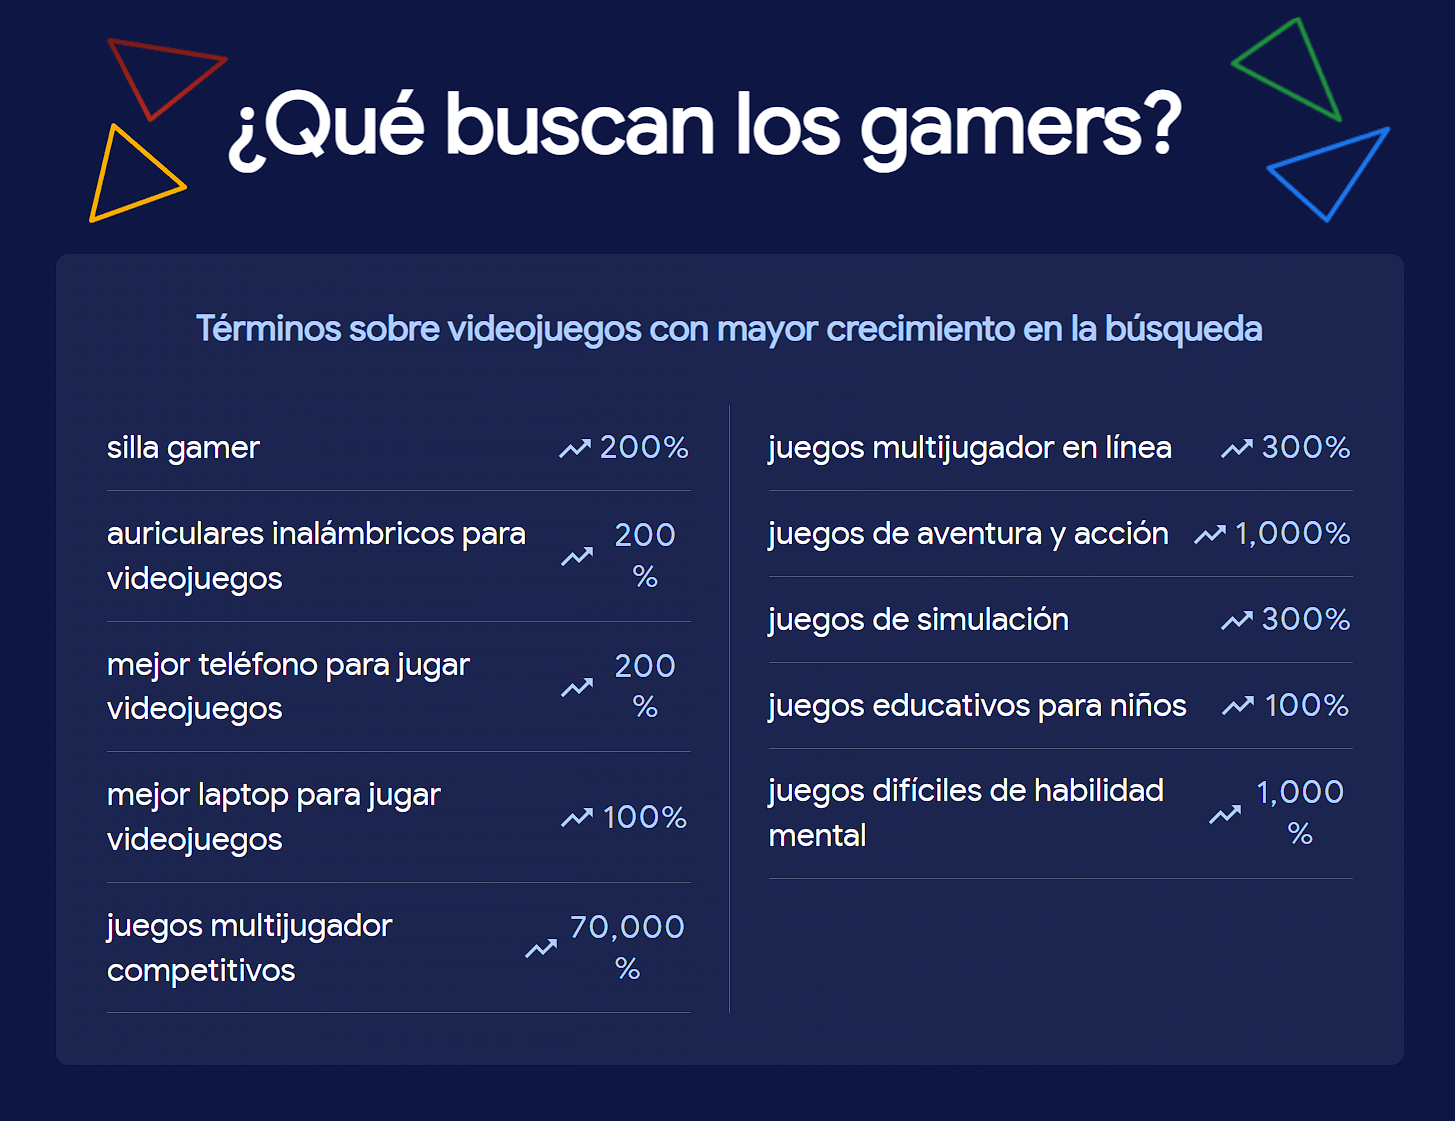 ¿Qué buscan los gamers?
Términos sobre videojuegos con mayor crecimiento en la búsqueda
silla gamer 200%
auriculares inalámbricos para
videojuegos
200
%
mejor teléfono para jugar
videojuegos
200
%
mejor laptop para jugar
videojuegos
100%
juegos multijugador
competitivos
70,000
%
juegos multijugador en línea 300%
juegos de aventura y acción 1,000%
juegos de simulación 300%
juegos educativos para niños 100%
juegos difíciles de habilidad
mental
1,000
%